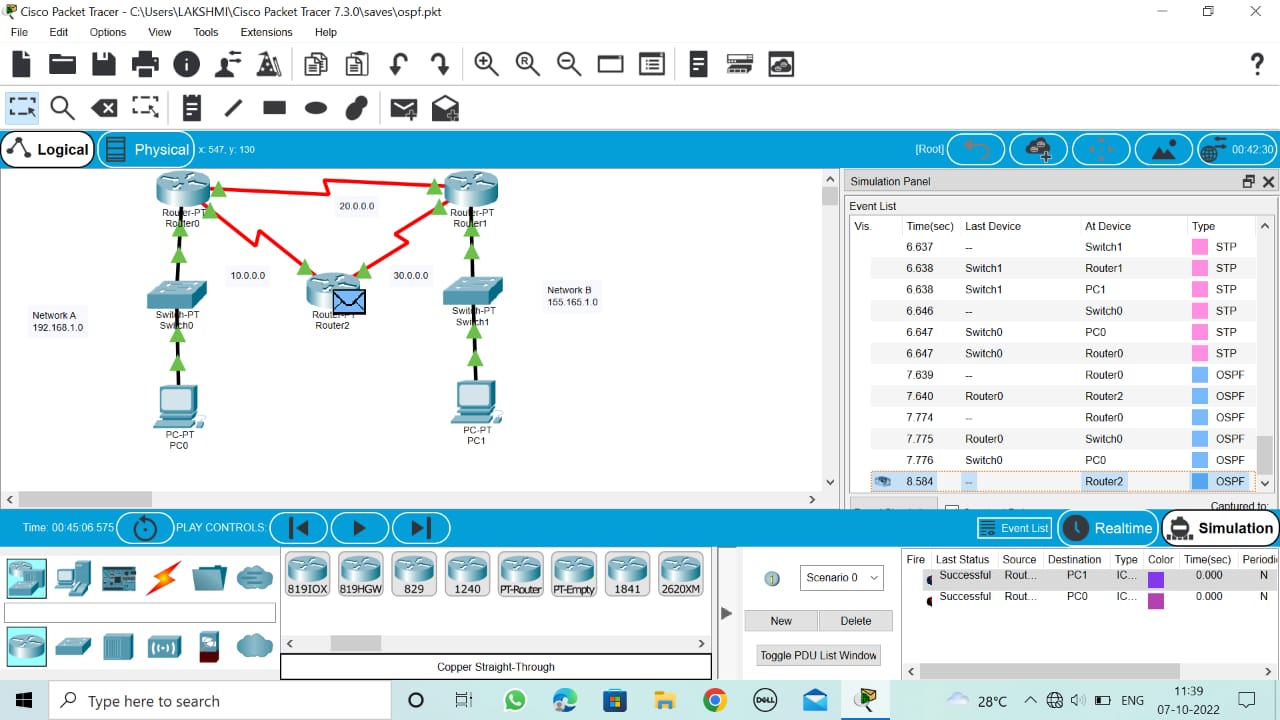 Cisco Packet Tracer - C:\Users\LAKSHMI\Cisco Packet Tracer 7.3.0\saves\ospf.pkt
File Edit Options View Tools Extensions Help
Logical Physical x: 547, y: 130 [Root] 00:42:30
Router-PT
Router0
Router-PT
Router1
20.0.0.0
10.0.0.0
30.0.0.0
Router-PT
Router2
Network A
192.168.1.0
Network B
155.165.1.0
Switch-PT
Switch0
Switch-PT
Switch1
PC-PT
PC0
PC-PT
PC1
Simulation Panel
Event List
Vis. Time(sec) Last Device At Device Type
6.637 -- Switch1 STP
6.638 Switch1 Router1 STP
6.638 Switch1 PC1 STP
6.646 -- Switch0 STP
6.647 Switch0 PC0 STP
6.647 Switch0 Router0 STP
7.639 -- Router0 OSPF
7.640 Router0 Router2 OSPF
7.774 -- Router0 OSPF
7.775 Router0 Switch0 OSPF
7.776 Switch0 PC0 OSPF
8.584 -- Router2 OSPF
Captured to:
Time: 00:45:06.575 PLAY CONTROLS: Event List Realtime Simulation
819IOX 819HGW 829 1240 PT-Router PT-Empty 1841 2620XM
Copper Straight-Through
Scenario 0
New Delete
Toggle PDU List Window
Fire Last Status Source Destination Type Color Time(sec) Periodi
Successful Rout... PC1 IC... 0.000 N
Successful Rout... PC0 IC... 0.000 N
Type here to search
DELL
28°C ENG 11:39
07-10-2022